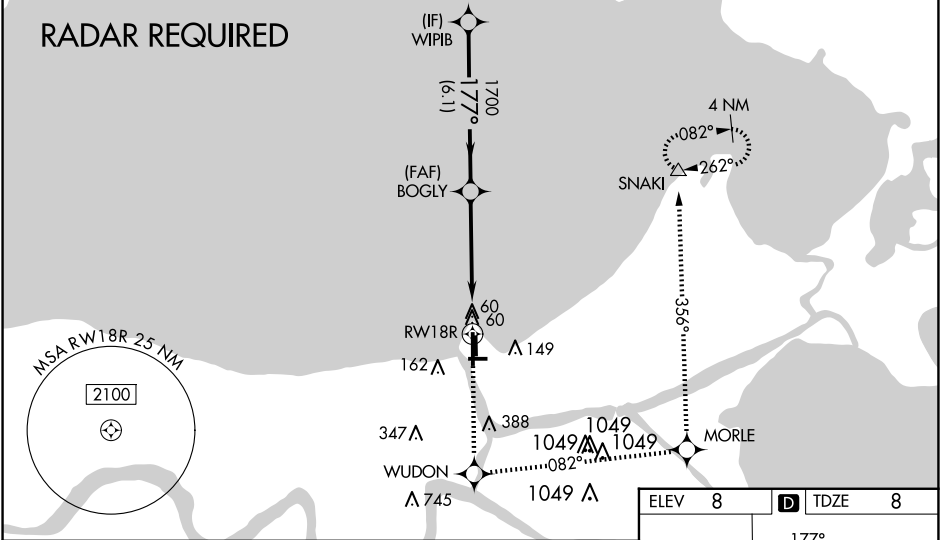 RADAR REQUIRED
(IF)
WIPIB
1700
177°
(6.1)
4 NM
082°
262°
SNAKI
(FAF)
BOGLY
356°
60
60
RW18R
149
162
MSA RW18R 25 NM
2100
388
347
1049
1049
1049
MORLE
082°
WUDON
745
1049
ELEV 8 D TDZE 8
177°